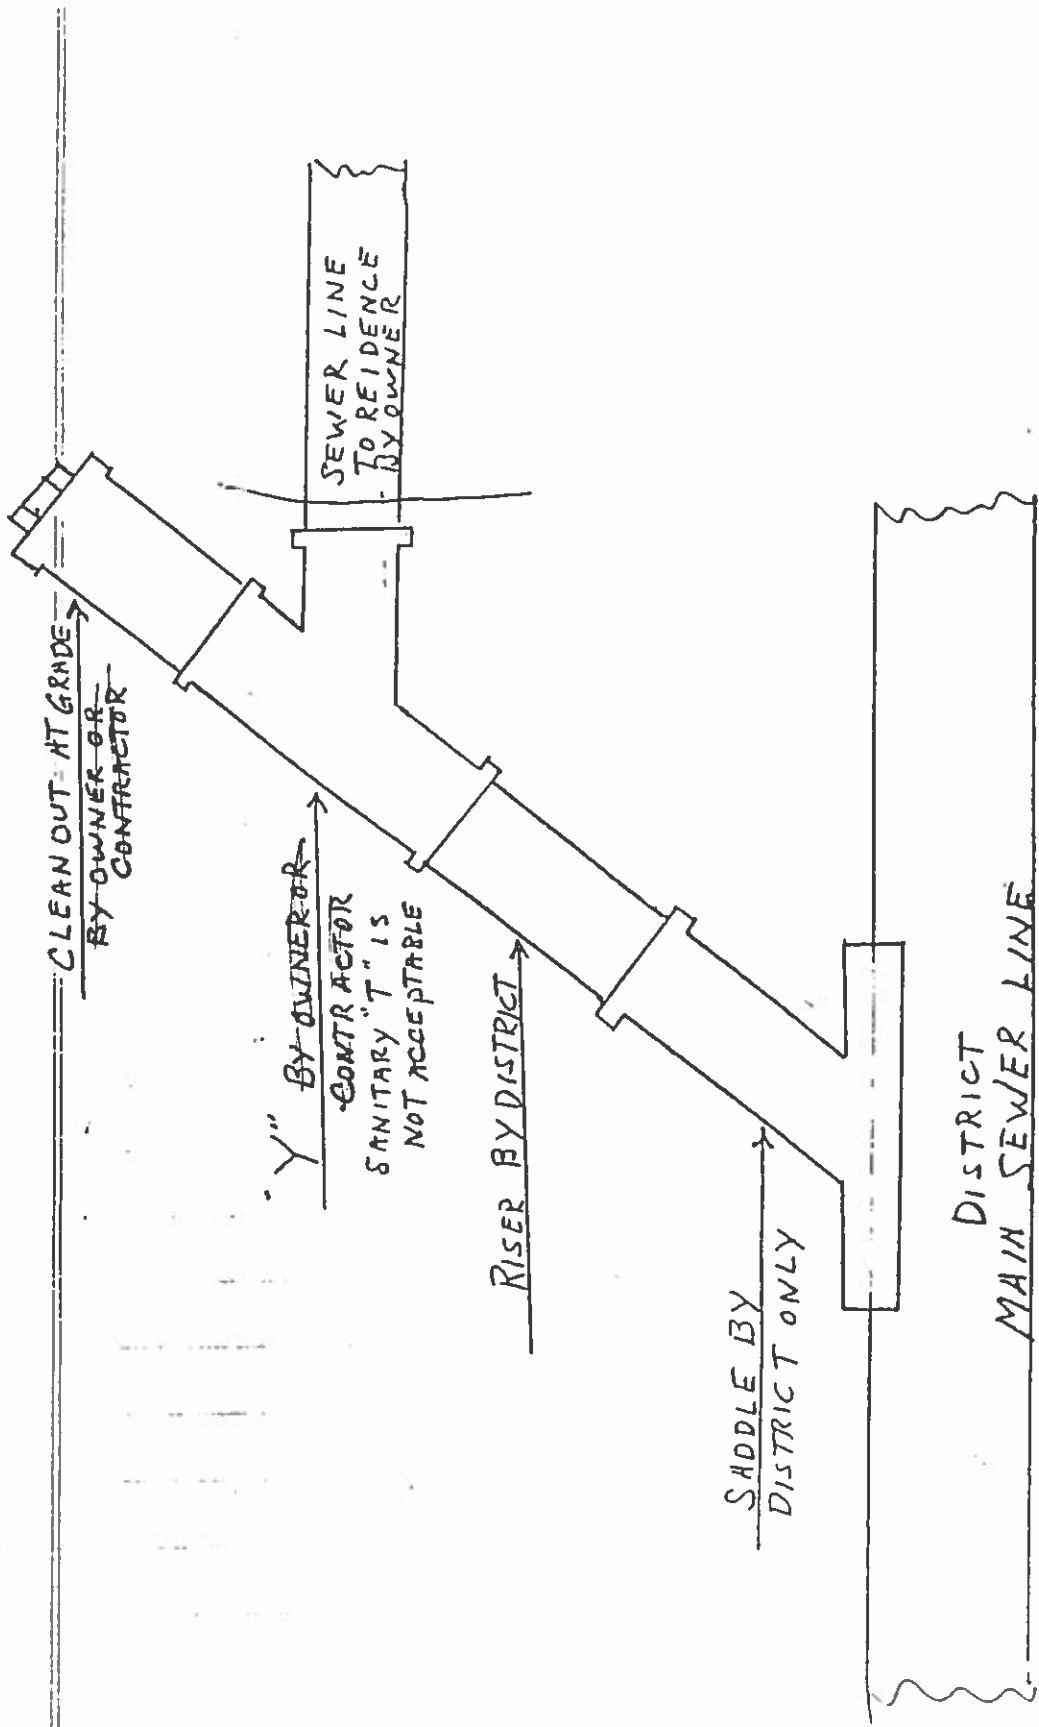 CLEANOUT AT GRADE
BY OWNER OR
CONTRACTOR
"Y" BY OWNER OR
CONTRACTOR
SANITARY "T" IS
NOT ACCEPTABLE
SEWER LINE
TO REIDENCE
BY OWNER
RISER BY DISTRICT
SADDLE BY
DISTRICT ONLY
DISTRICT
MAIN SEWER LINE